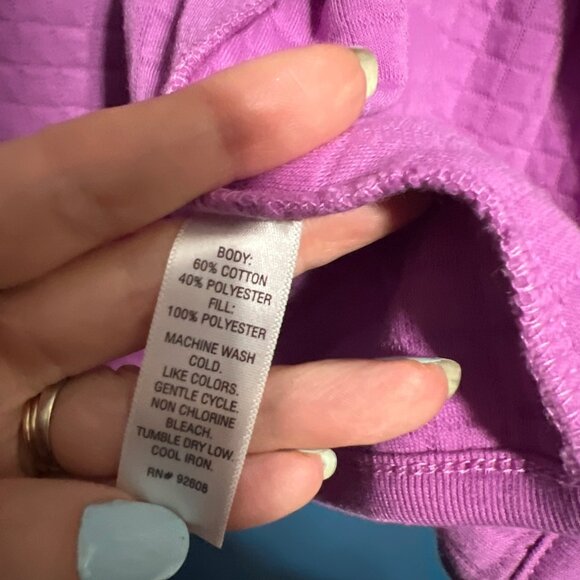 BODY:
60% COTTON
40% POLYESTER
FILL:
100% POLYESTER
MACHINE WASH
COLD.
LIKE COLORS.
GENTLE CYCLE.
NON CHLORINE
BLEACH.
TUMBLE DRY LOW.
COOL IRON.
RN# 92608